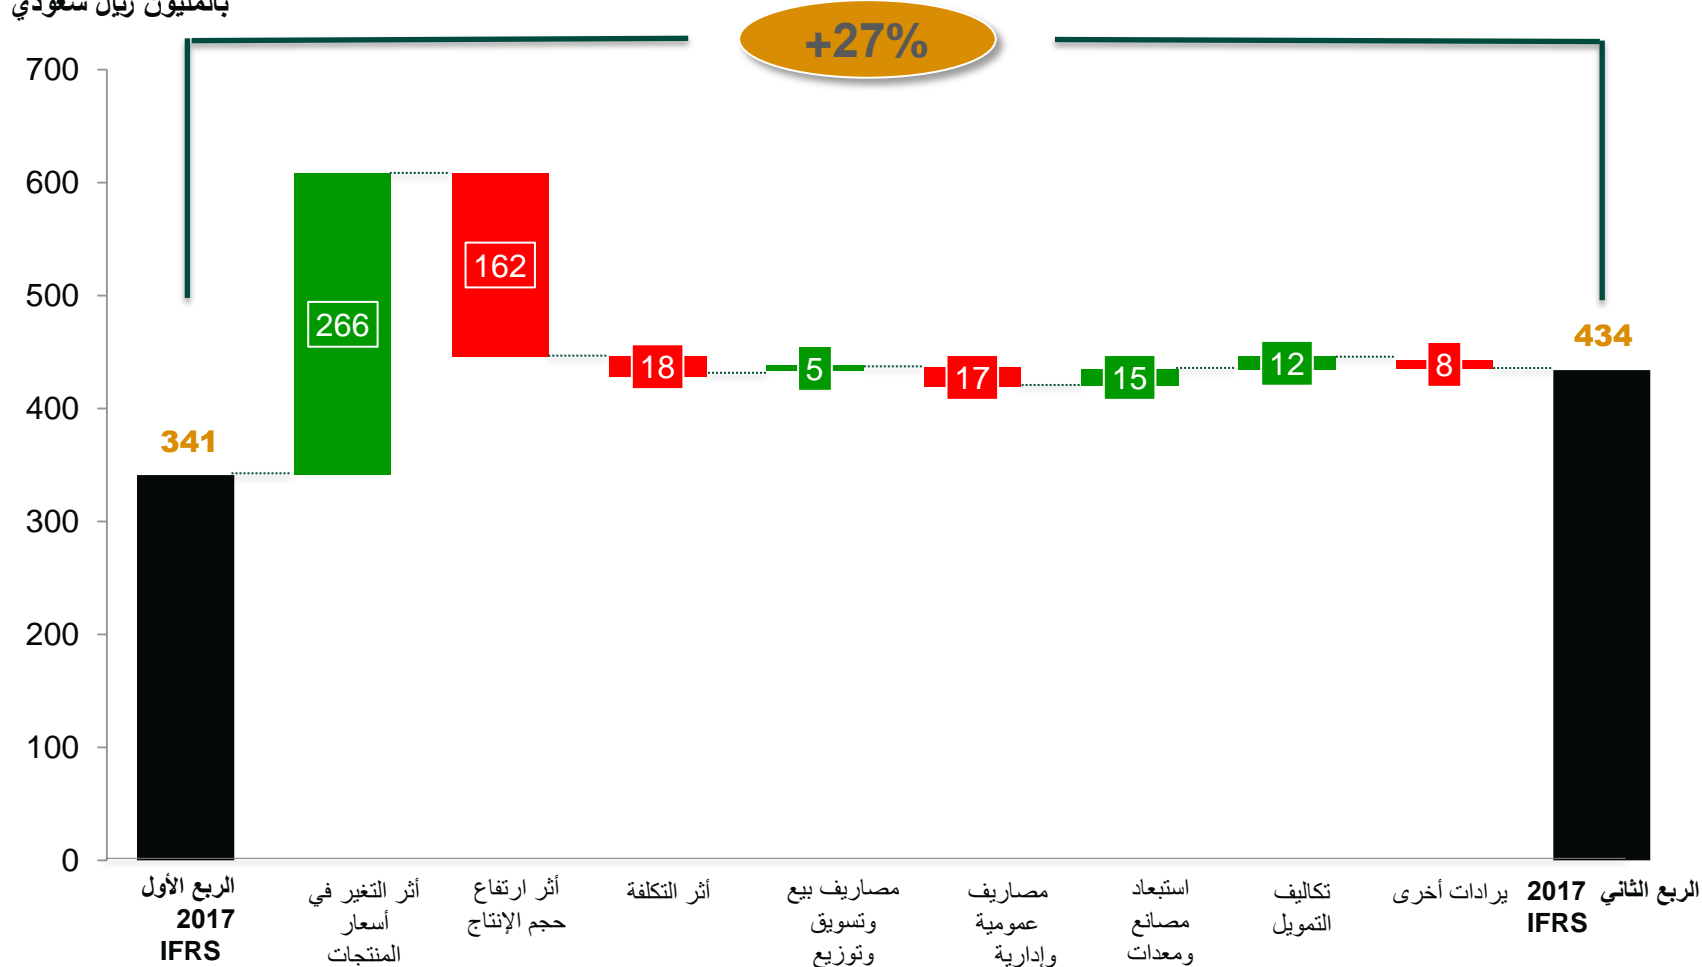 بالمليون ريال سعودي
+27%
700
600
500
400
300
200
100
0
341
266
162
18
5
17
15
12
8
434
الربع الأول
2017
IFRS
أثر التغير في
أسعار
المنتجات
أثر ارتفاع
حجم الإنتاج
أثر التكلفة
مصاريف بيع
وتسويق
وتوزيع
مصاريف
عمومية
وإدارية
استبعاد
مصانع
ومعدات
تكاليف
التمويل
يرادات أخرى
الربع الثاني 2017
IFRS